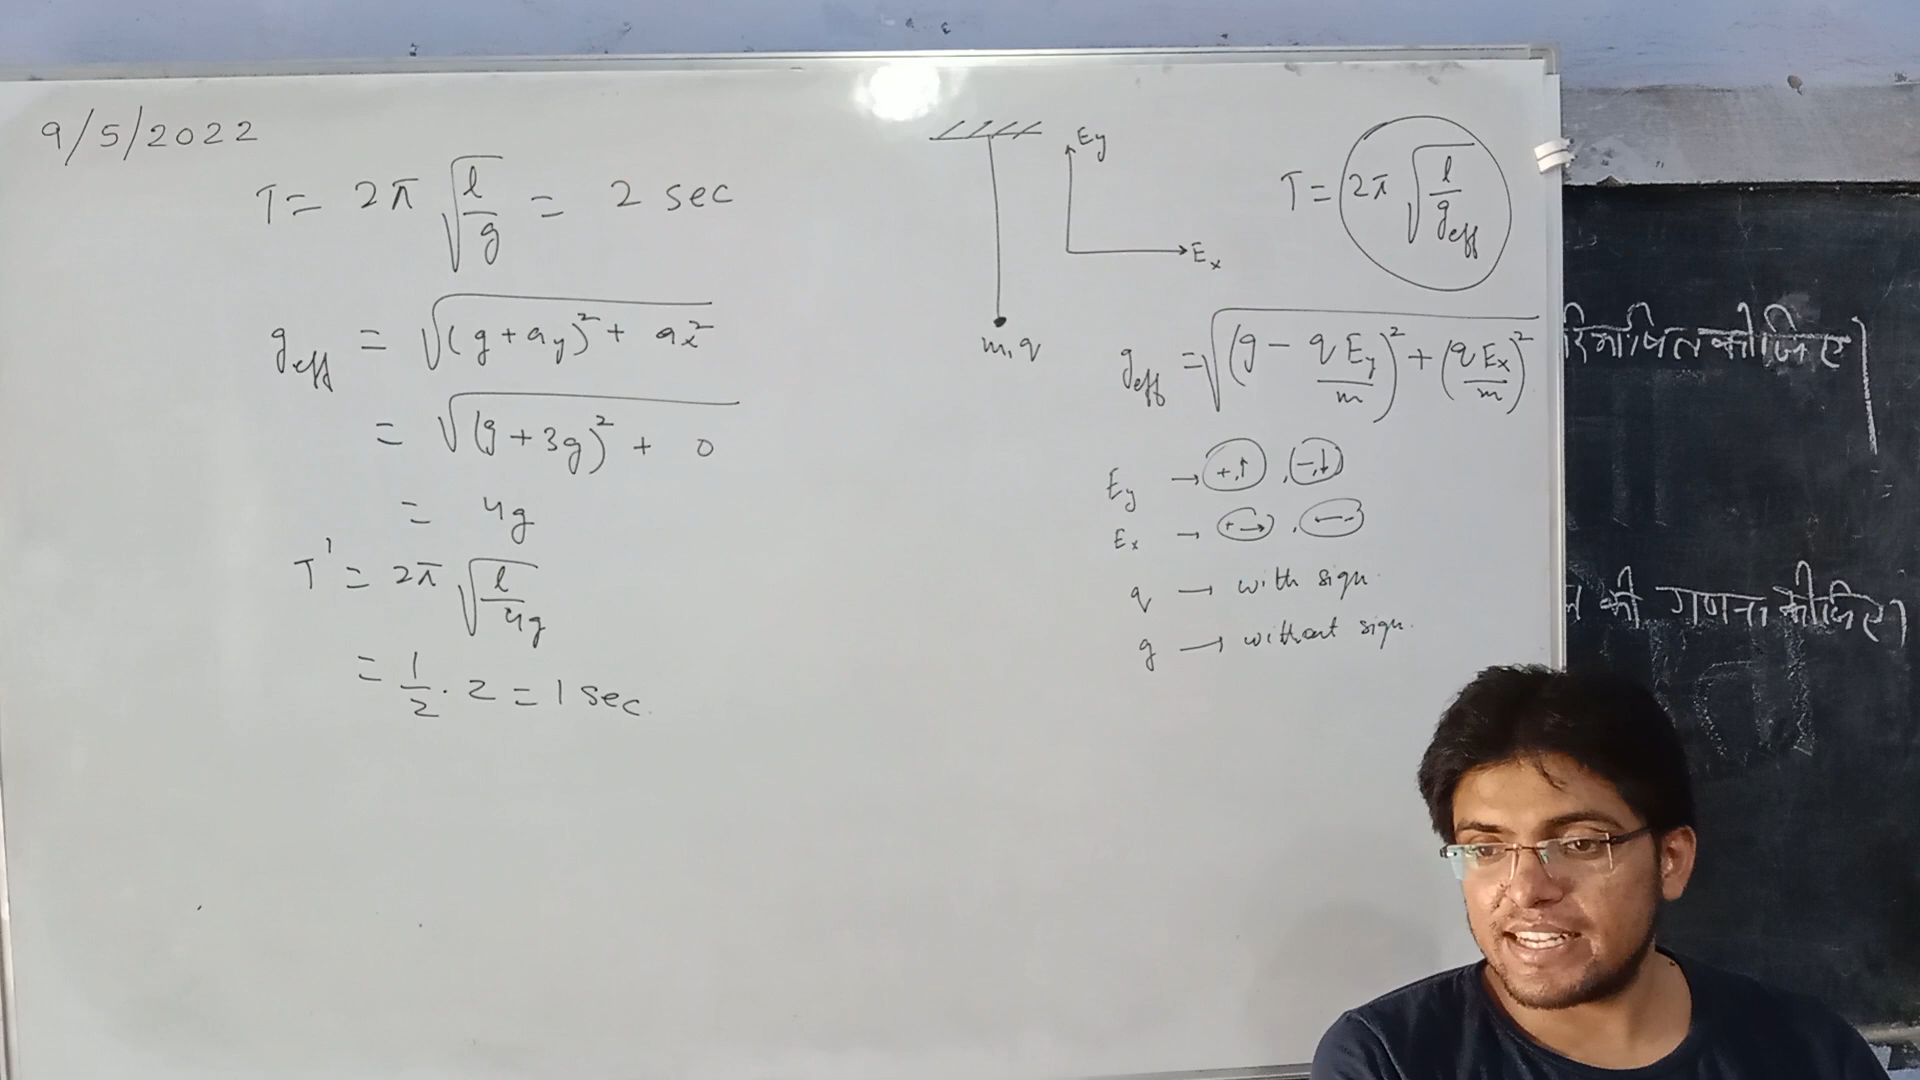 9/5/2022
T = 2π √(l/g) = 2 sec
g_eff = √((g+a_y)² + a_x²)
= √((g+3g)² + 0
= 4g
T' = 2π √(l/4g)
= 1/2 · 2 = 1 sec.
E_y
E_x
m, q
T = 2π √(l/g_eff)
g_eff = √((g − qE_y/m)² + (qE_x/m)²)
E_y → +,↑ , −,↓
E_x → +→ , ←−
q → with sign.
g → without sign.
कीजिए।
की गणना कीजिए।